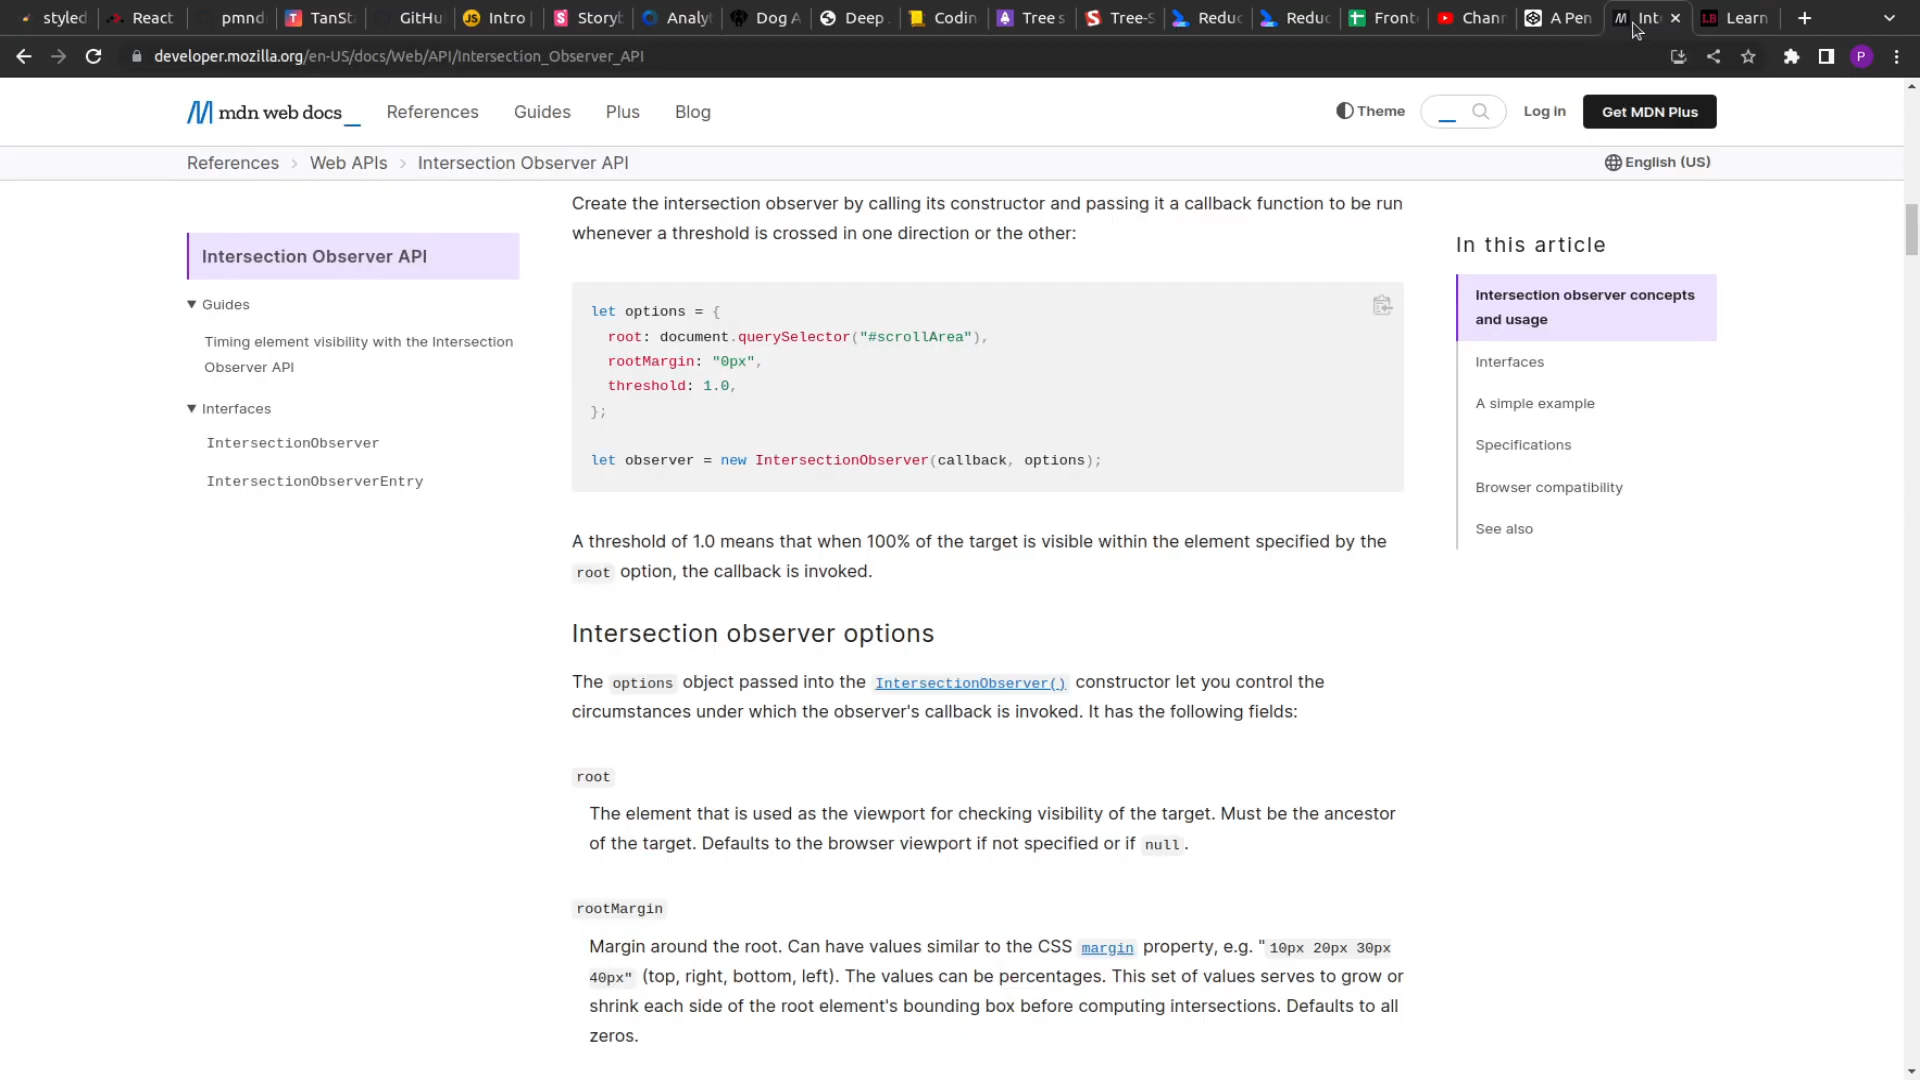 styled
React
pmnd
TanSta
GitHu
Intro
Storyb
Analyt
Dog A
Deep
Codin
Tree s
Tree-S
Reduc
Reduc
Front
Chann
A Pen
Int
Learn
developer.mozilla.org/en-US/docs/Web/API/Intersection_Observer_API
P
mdn web docs_
References
Guides
Plus
Blog
Theme
Log in
Get MDN Plus
References > Web APIs > Intersection Observer API
English (US)
Intersection Observer API
Guides
Timing element visibility with the Intersection
Observer API
Interfaces
IntersectionObserver
IntersectionObserverEntry
Create the intersection observer by calling its constructor and passing it a callback function to be run
whenever a threshold is crossed in one direction or the other:
let options = {
root: document.querySelector("#scrollArea"),
rootMargin: "0px",
threshold: 1.0,
};
let observer = new IntersectionObserver(callback, options);
A threshold of 1.0 means that when 100% of the target is visible within the element specified by the
root option, the callback is invoked.
Intersection observer options
The options object passed into the IntersectionObserver() constructor let you control the
circumstances under which the observer's callback is invoked. It has the following fields:
root
The element that is used as the viewport for checking visibility of the target. Must be the ancestor
of the target. Defaults to the browser viewport if not specified or if null.
rootMargin
Margin around the root. Can have values similar to the CSS margin property, e.g. "10px 20px 30px
40px" (top, right, bottom, left). The values can be percentages. This set of values serves to grow or
shrink each side of the root element's bounding box before computing intersections. Defaults to all
zeros.
In this article
Intersection observer concepts
and usage
Interfaces
A simple example
Specifications
Browser compatibility
See also